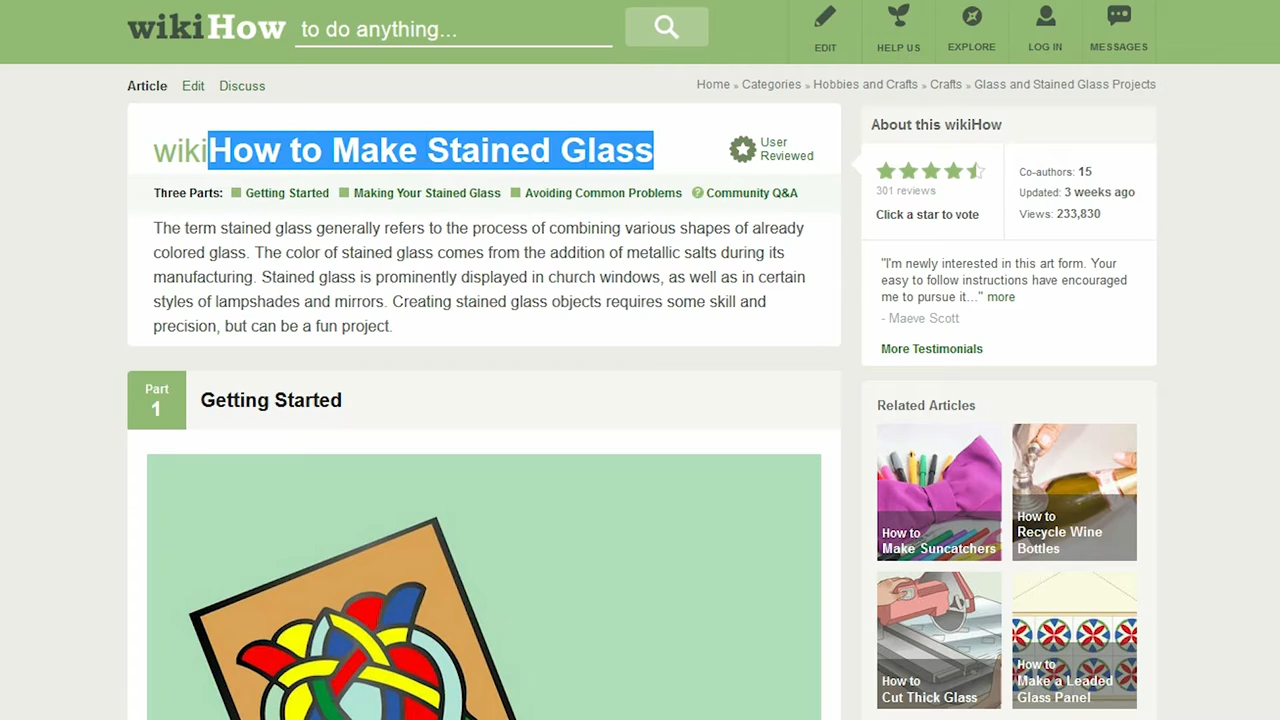 wikiHow to do anything...
EDIT
HELP US
EXPLORE
LOG IN
MESSAGES
Article Edit Discuss
Home » Categories » Hobbies and Crafts » Crafts » Glass and Stained Glass Projects
wikiHow to Make Stained Glass
User
Reviewed
Three Parts: Getting Started Making Your Stained Glass Avoiding Common Problems ? Community Q&A
The term stained glass generally refers to the process of combining various shapes of already
colored glass. The color of stained glass comes from the addition of metallic salts during its
manufacturing. Stained glass is prominently displayed in church windows, as well as in certain
styles of lampshades and mirrors. Creating stained glass objects requires some skill and
precision, but can be a fun project.
Part
1
Getting Started
About this wikiHow
301 reviews
Click a star to vote
Co-authors: 15
Updated: 3 weeks ago
Views: 233,830
"I'm newly interested in this art form. Your
easy to follow instructions have encouraged
me to pursue it..." more
- Maeve Scott
More Testimonials
Related Articles
How to
Make Suncatchers
How to
Recycle Wine
Bottles
How to
Cut Thick Glass
How to
Make a Leaded
Glass Panel